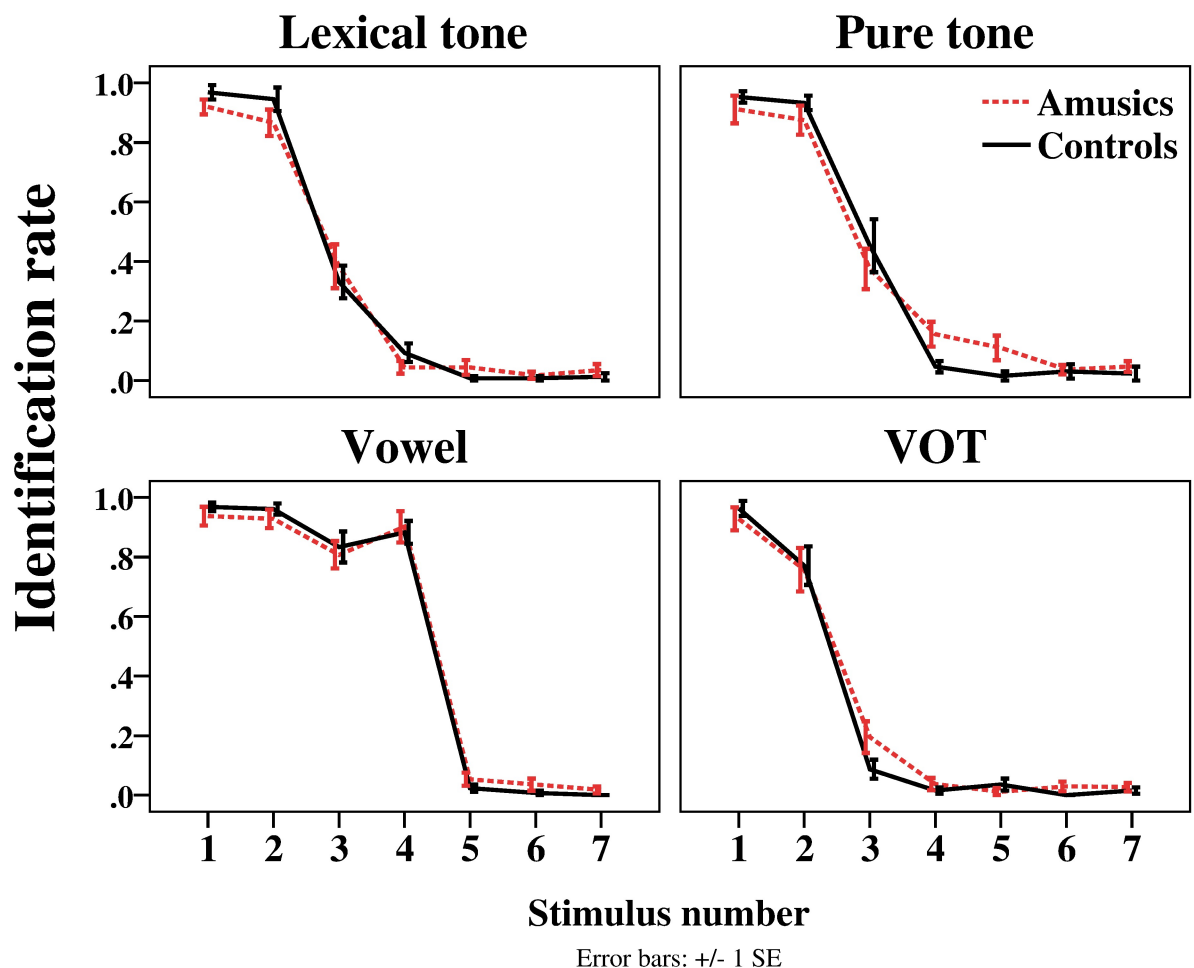 Lexical tone
Pure tone
Amusics
Controls
Identification rate
1.0
.8
.6
.4
.2
.0
Vowel
VOT
1.0
.8
.6
.4
.2
.0
1 2 3 4 5 6 7
1 2 3 4 5 6 7
Stimulus number
Error bars: +/- 1 SE